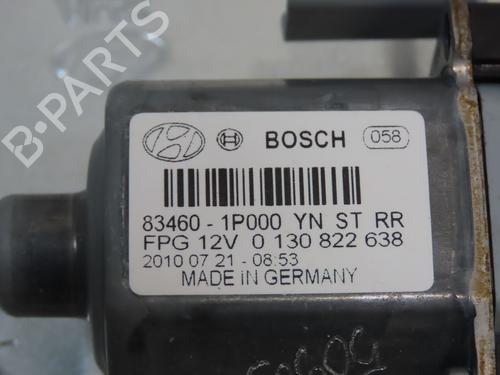 B-PARTS
BOSCH 058
83460 - 1P000 YN ST RR
FPG 12V 0 130 822 638
2010 07 21 - 08:53
MADE IN GERMANY